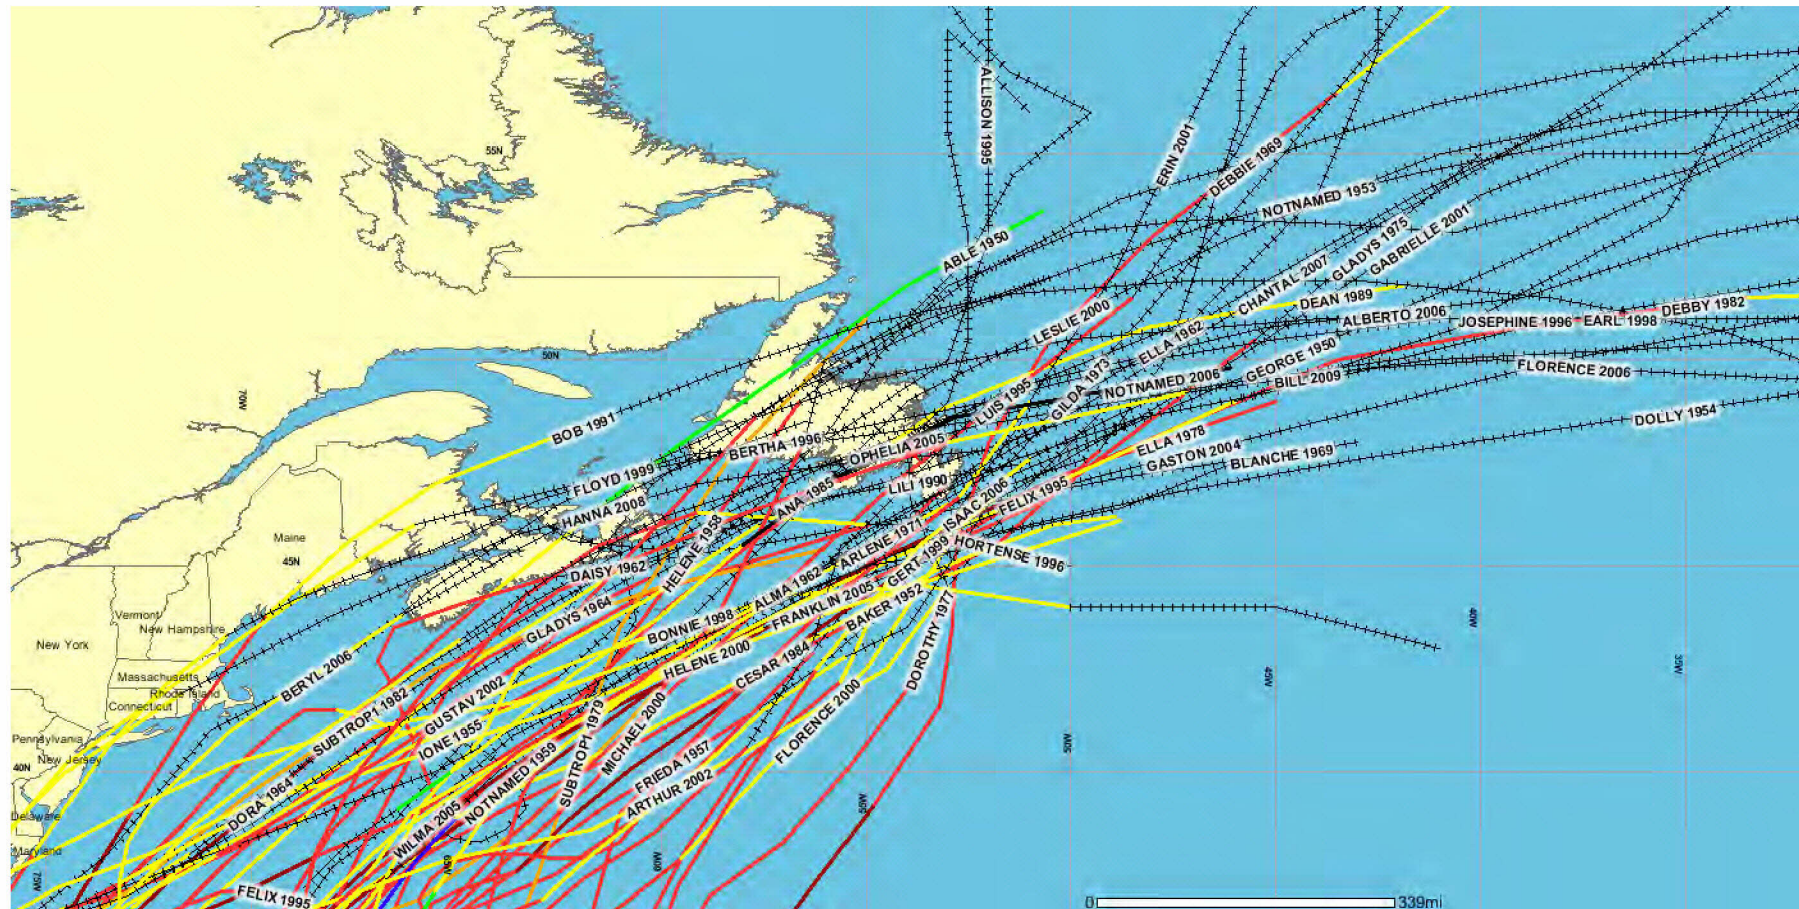 ALLISON 1995
ERIN 2001
55N
DEBBIE 1969
NOTNAMED 1953
ABLE 1950
GLADYS 1975
GABRIELLE 2001
CHANTAL 2007
DEAN 1989
DEBBY 1982
LESLIE 2000
ALBERTO 2006
JOSEPHINE 1996
EARL 1998
ELLA 1962
50N
GEORGE 1950
FLORENCE 2006
NOTNAMED 2006
BILL 2009
GILDA 1973
LUIS 1995
70W
DOLLY 1954
BOB 1991
BERTHA 1996
OPHELIA 2005
ELLA 1978
GASTON 2004
BLANCHE 1969
FLOYD 1999
LILI 1990
ANA 1985
FELIX 1995
ISAAC 2006
HANNA 2008
HELENE 1958
ARLENE 1971
Maine
45N
HORTENSE 1996
GERT 1999
DAISY 1962
ALMA 1962
FRANKLIN 2005
BAKER 1952
Vermont
New Hampshire
GLADYS 1964
BONNIE 1998
DOROTHY 1977
40W
New York
HELENE 2000
CESAR 1984
35W
45W
Massachusetts
BERYL 2006
Rhode Island
Connecticut
SUBTROP1 1982
GUSTAV 2002
FLORENCE 2000
Pennsylvania
IONE 1955
MICHAEL 2000
50W
New Jersey
40N
SUBTROP1 1979
NOTNAMED 1959
FRIEDA 1957
ARTHUR 2002
DORA 1964
55W
Delaware
WILMA 2005
Maryland
65W
60W
75W
FELIX 1995
0
339mi